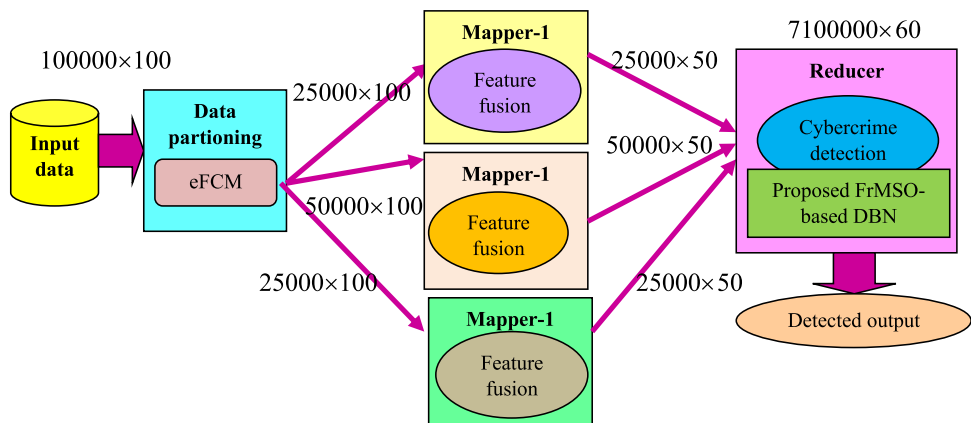 100000×100
Input
data
Data
partioning
eFCM
25000×100
50000×100
25000×100
Mapper-1
Feature
fusion
Mapper-1
Feature
fusion
Mapper-1
Feature
fusion
25000×50
50000×50
25000×50
7100000×60
Reducer
Cybercrime
detection
Proposed FrMSO-
based DBN
Detected output